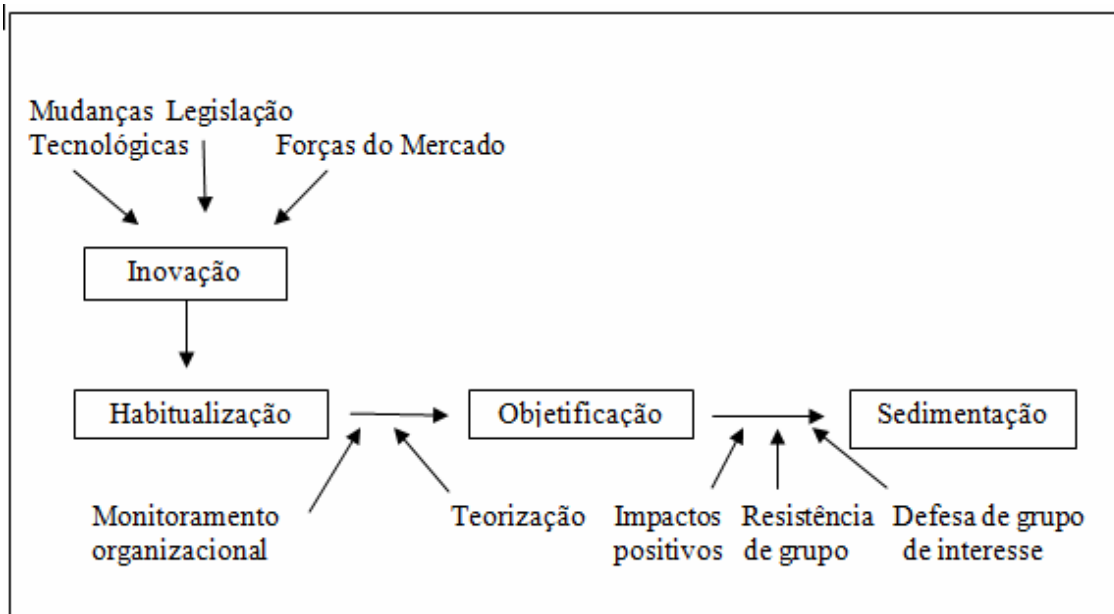 Mudanças Legislação
Tecnológicas Forças do Mercado
Inovação
Habitualização Objetificação Sedimentação
Monitoramento Teorização Impactos Resistência Defesa de grupo
organizacional positivos de grupo de interesse